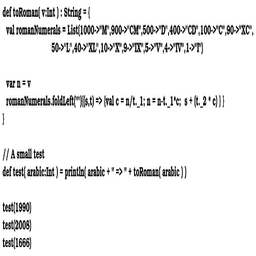 def toRoman( v:Int ) : String = {
val romanNumerals = List(1000->"M",900->"CM",500->"D",400->"CD",100->"C",90->"XC",
50->"L",40->"XL",10->"X",9->"IX",5->"V",4->"IV",1->"I")
var n = v
romanNumerals.foldLeft(""){(s,t) => {val c = n/t._1; n = n-t._1*c; s + (t._2 * c) } }
}
// A small test
def test( arabic:Int ) = println( arabic + " => " + toRoman( arabic ) )
test(1990)
test(2008)
test(1666)